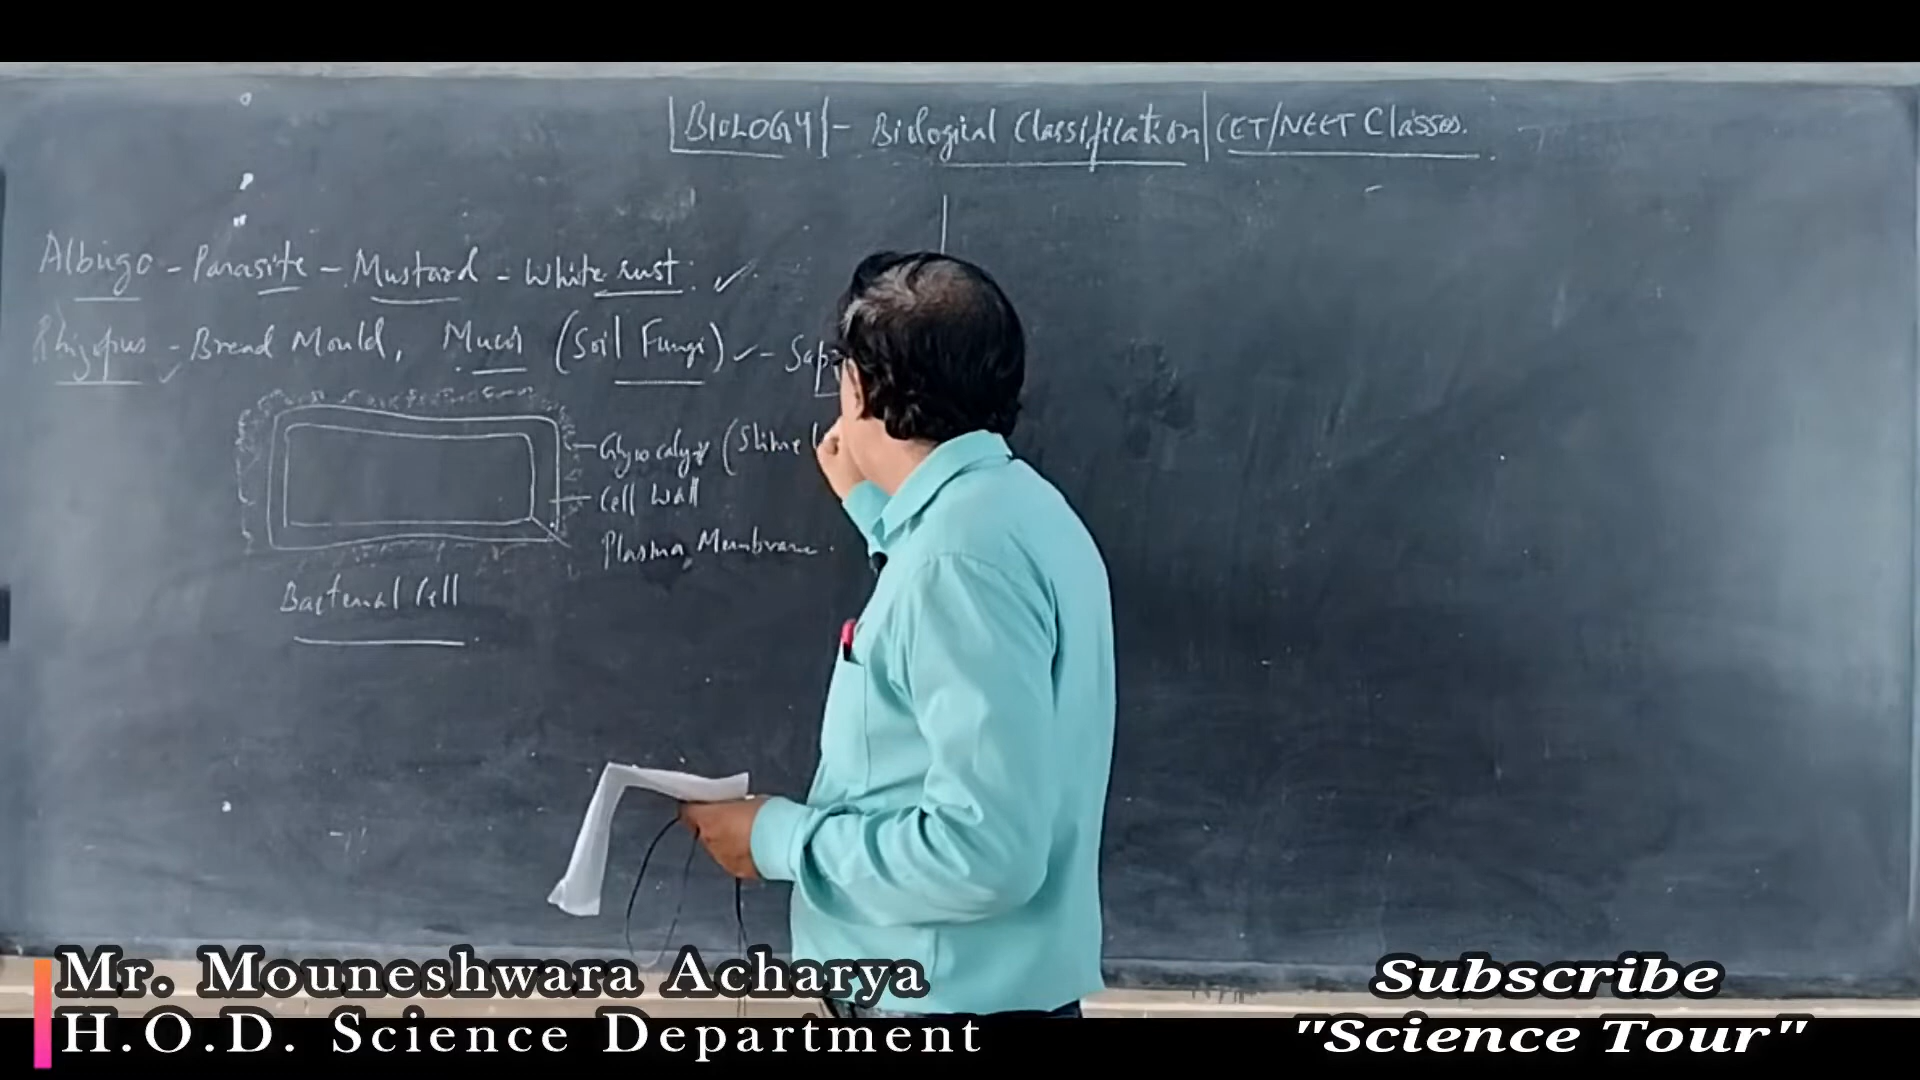 BIOLOGY - Biological Classification CET/NEET Classes.
Albugo - Parasite - Mustard - White rust.
Rhizopus - Bread Mould, Mucor (Soil Fungi) - Sap
Glycocalyx (Slime
Cell Wall
Plasma Membrane.
Bacterial Cell
Mr. Mouneshwara Acharya
H.O.D. Science Department
Subscribe
"Science Tour"